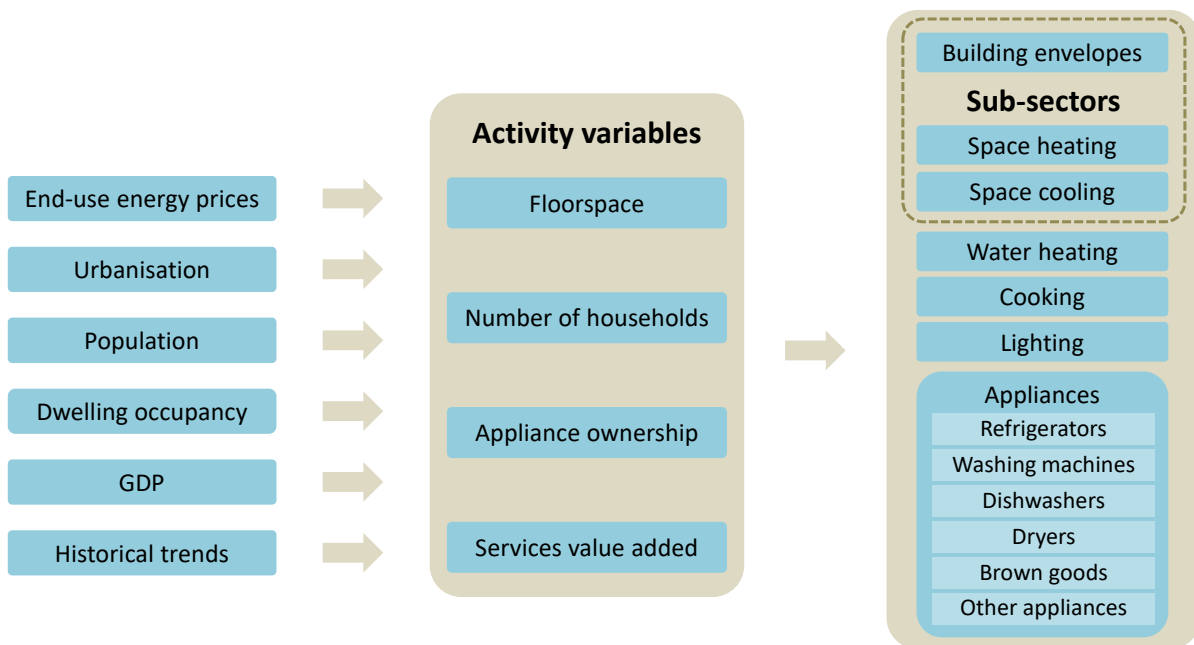 End-use energy prices
Urbanisation
Population
Dwelling occupancy
GDP
Historical trends
Activity variables
Floorspace
Number of households
Appliance ownership
Services value added
Building envelopes
Sub-sectors
Space heating
Space cooling
Water heating
Cooking
Lighting
Appliances
Refrigerators
Washing machines
Dishwashers
Dryers
Brown goods
Other appliances